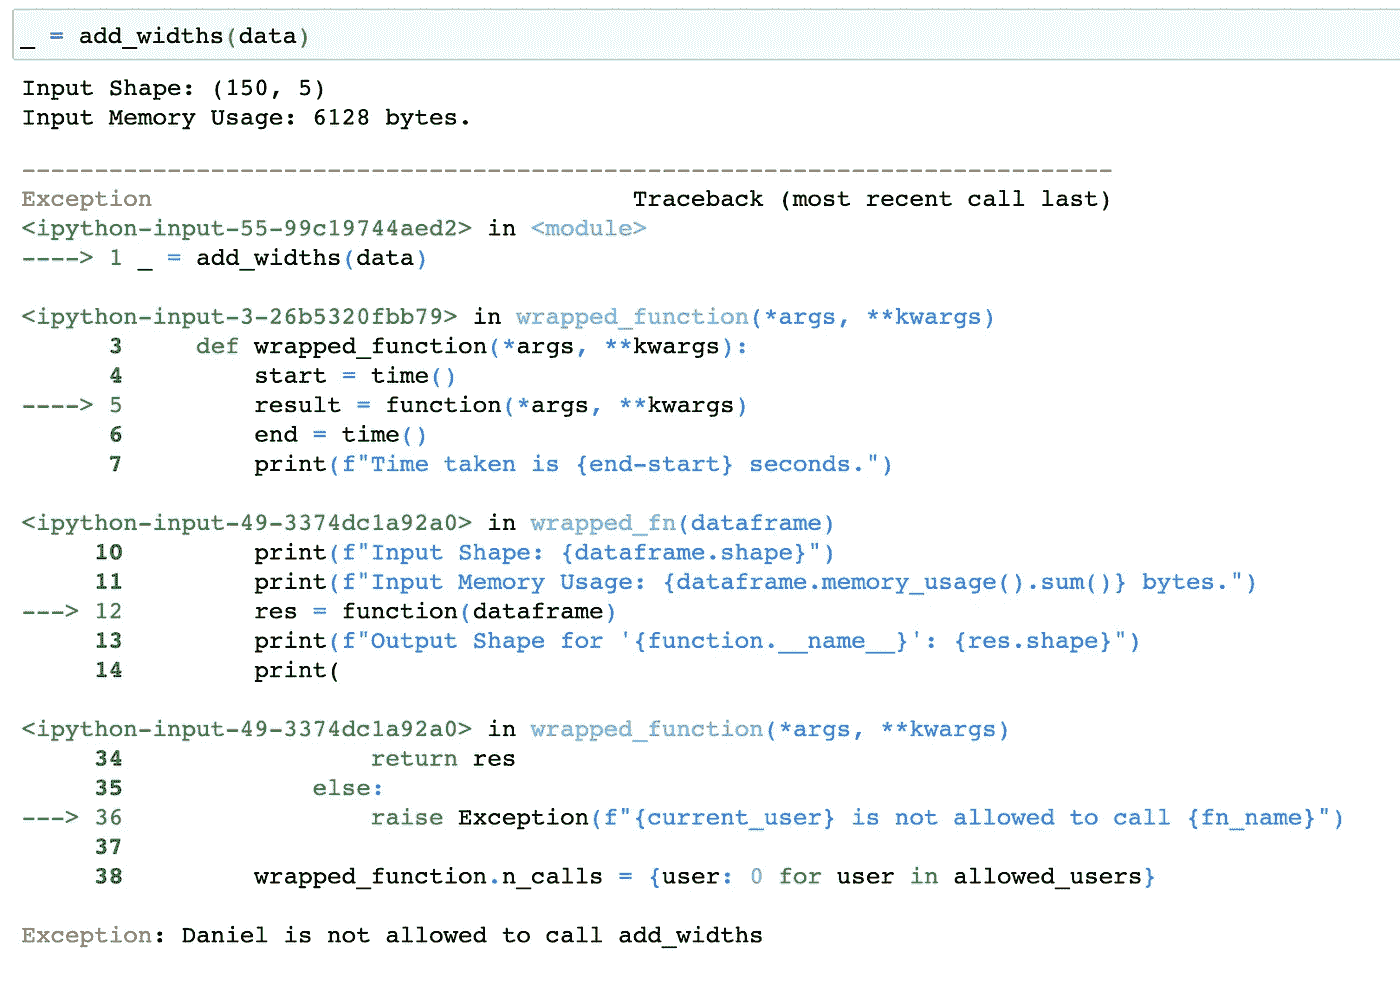 _ = add_widths(data)
Input Shape: (150, 5)
Input Memory Usage: 6128 bytes.
---------------------------------------------------------------------------
Exception                                 Traceback (most recent call last)
<ipython-input-55-99c19744aed2> in <module>
----> 1 _ = add_widths(data)
<ipython-input-3-26b5320fbb79> in wrapped_function(*args, **kwargs)
      3     def wrapped_function(*args, **kwargs):
      4         start = time()
----> 5         result = function(*args, **kwargs)
      6         end = time()
      7         print(f"Time taken is {end-start} seconds.")
<ipython-input-49-3374dc1a92a0> in wrapped_fn(dataframe)
     10         print(f"Input Shape: {dataframe.shape}")
     11         print(f"Input Memory Usage: {dataframe.memory_usage().sum()} bytes.")
---> 12         res = function(dataframe)
     13         print(f"Output Shape for '{function.__name__}': {res.shape}")
     14         print(
<ipython-input-49-3374dc1a92a0> in wrapped_function(*args, **kwargs)
     34                 return res
     35             else:
---> 36                 raise Exception(f"{current_user} is not allowed to call {fn_name}")
     37
     38         wrapped_function.n_calls = {user: 0 for user in allowed_users}
Exception: Daniel is not allowed to call add_widths